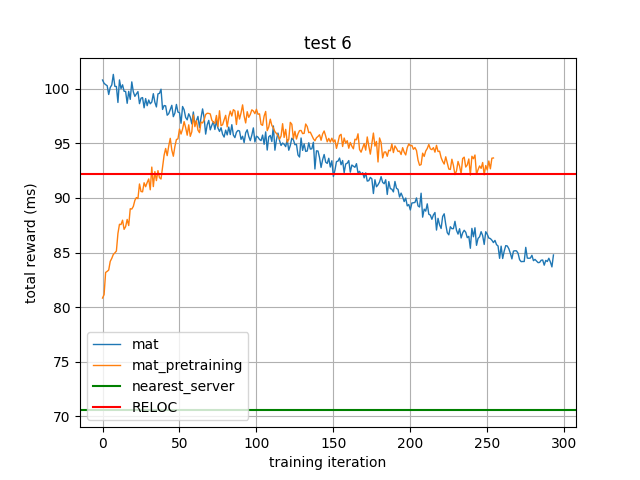 test 6
total reward (ms)
100
95
90
85
80
75
70
mat
mat_pretraining
nearest_server
RELOC
0 50 100 150 200 250 300
training iteration